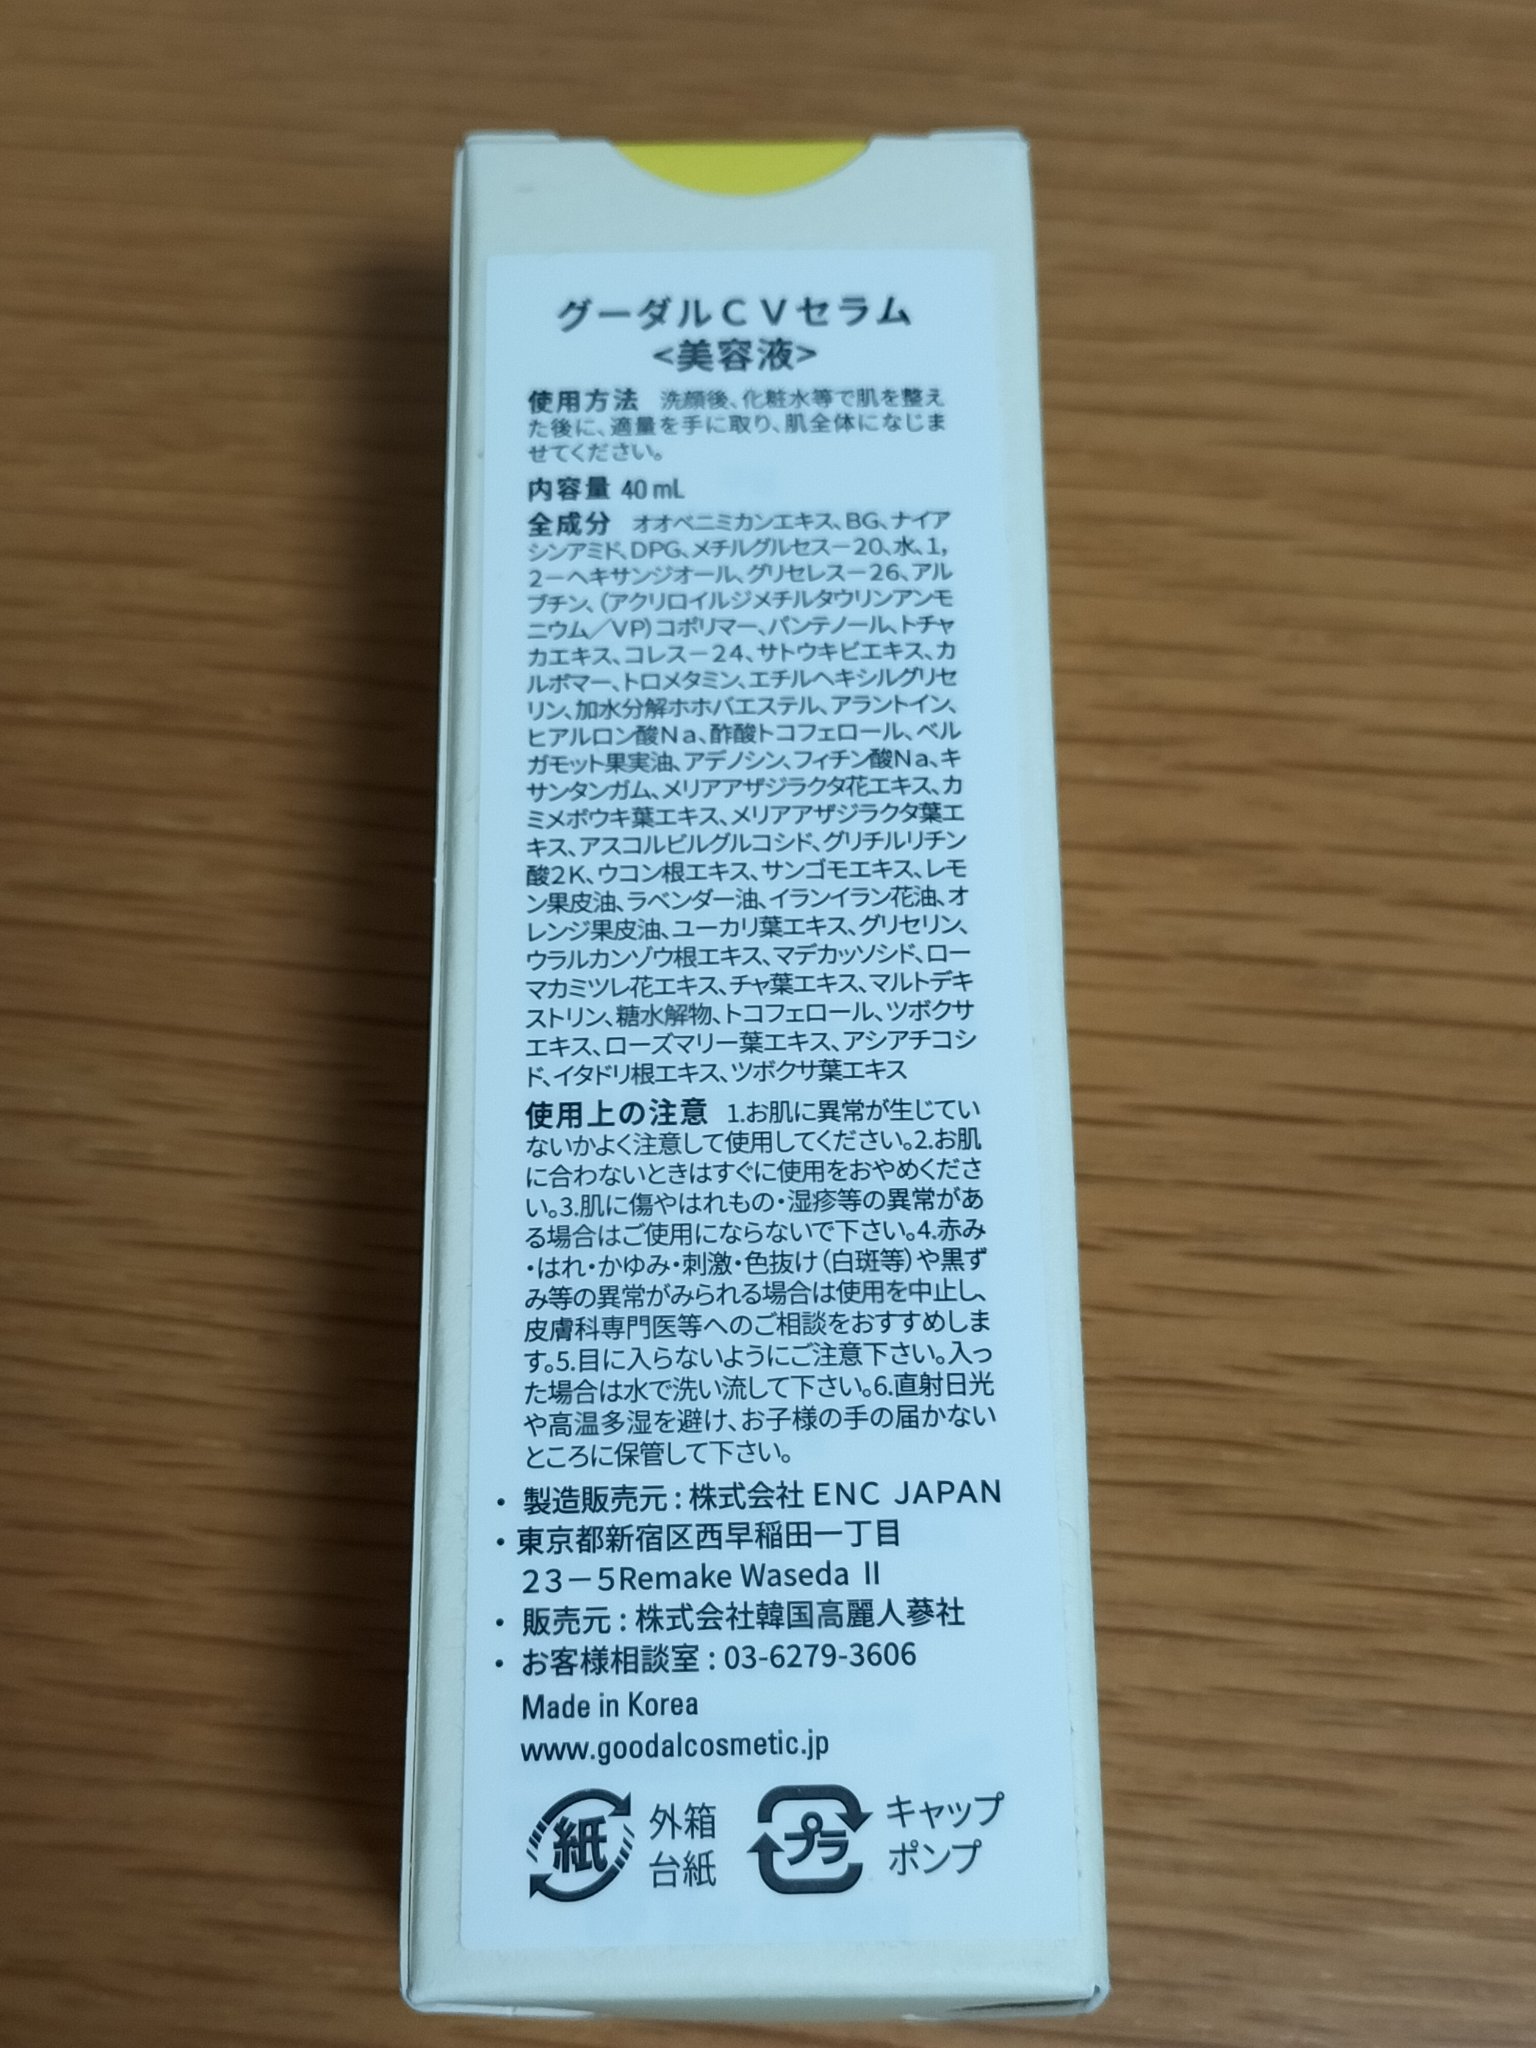 グーダルCVセラム
<美容液>
使用方法 洗顔後、化粧水等で肌を整え
た後に、適量を手に取り、肌全体になじま
せてください。
内容量 40 mL
全成分 オオベニミカンエキス、BG、ナイア
シンアミド、DPG、メチルグルセス－20、水、1,
2－ヘキサンジオール、グリセレス－26、アル
ブチン、(アクリロイルジメチルタウリンアンモ
ニウム／VP)コポリマー、パンテノール、トチャ
カエキス、コレス－24、サトウキビエキス、カ
ルボマー、トロメタミン、エチルヘキシルグリセ
リン、加水分解ホホバエステル、アラントイン、
ヒアルロン酸Na、酢酸トコフェロール、ベル
ガモット果実油、アデノシン、フィチン酸Na、キ
サンタンガム、メリアアザジラクタ花エキス、カ
ミメボウキ葉エキス、メリアアザジラクタ葉エ
キス、アスコルビルグルコシド、グリチルリチン
酸2K、ウコン根エキス、サンゴモエキス、レモ
ン果皮油、ラベンダー油、イランイラン花油、オ
レンジ果皮油、ユーカリ葉エキス、グリセリン、
ウラルカンゾウ根エキス、マデカッソシド、ロー
マカミツレ花エキス、チャ葉エキス、マルトデキ
ストリン、糖水解物、トコフェロール、ツボクサ
エキス、ローズマリー葉エキス、アシアチコシ
ド、イタドリ根エキス、ツボクサ葉エキス
使用上の注意 1.お肌に異常が生じてい
ないかよく注意して使用してください。2.お肌
に合わないときはすぐに使用をおやめくださ
い。3.肌に傷やはれもの・湿疹等の異常があ
る場合はご使用にならないで下さい。4.赤み
・はれ・かゆみ・刺激・色抜け(白斑等)や黒ず
み等の異常がみられる場合は使用を中止し、
皮膚科専門医等へのご相談をおすすめしま
す。5.目に入らないようにご注意下さい。入っ
た場合は水で洗い流して下さい。6.直射日光
や高温多湿を避け、お子様の手の届かない
ところに保管して下さい。
・製造販売元:株式会社 ENC JAPAN
・東京都新宿区西早稲田一丁目
23－5Remake Waseda Ⅱ
・販売元:株式会社韓国高麗人蔘社
・お客様相談室:03-6279-3606
Made in Korea
www.goodalcosmetic.jp
紙 外箱
台紙
プラ キャップ
ポンプ